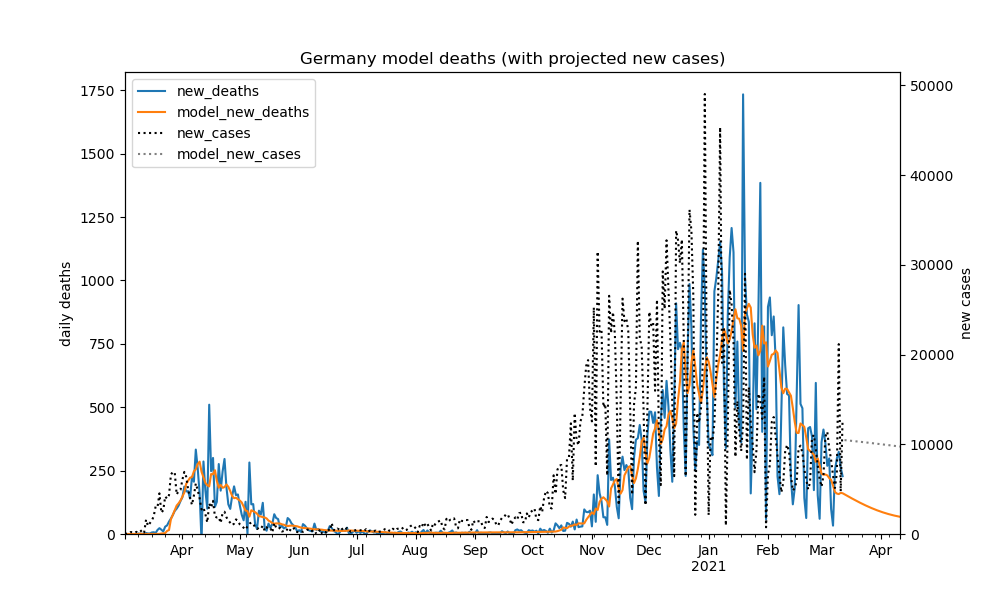 Germany model deaths (with projected new cases)
new_deaths
model_new_deaths
new_cases
model_new_cases
daily deaths
1750
1500
1250
1000
750
500
250
0
50000
40000
30000
20000
10000
0
new cases
Apr May Jun Jul Aug Sep Oct Nov Dec Jan Feb Mar Apr
2021